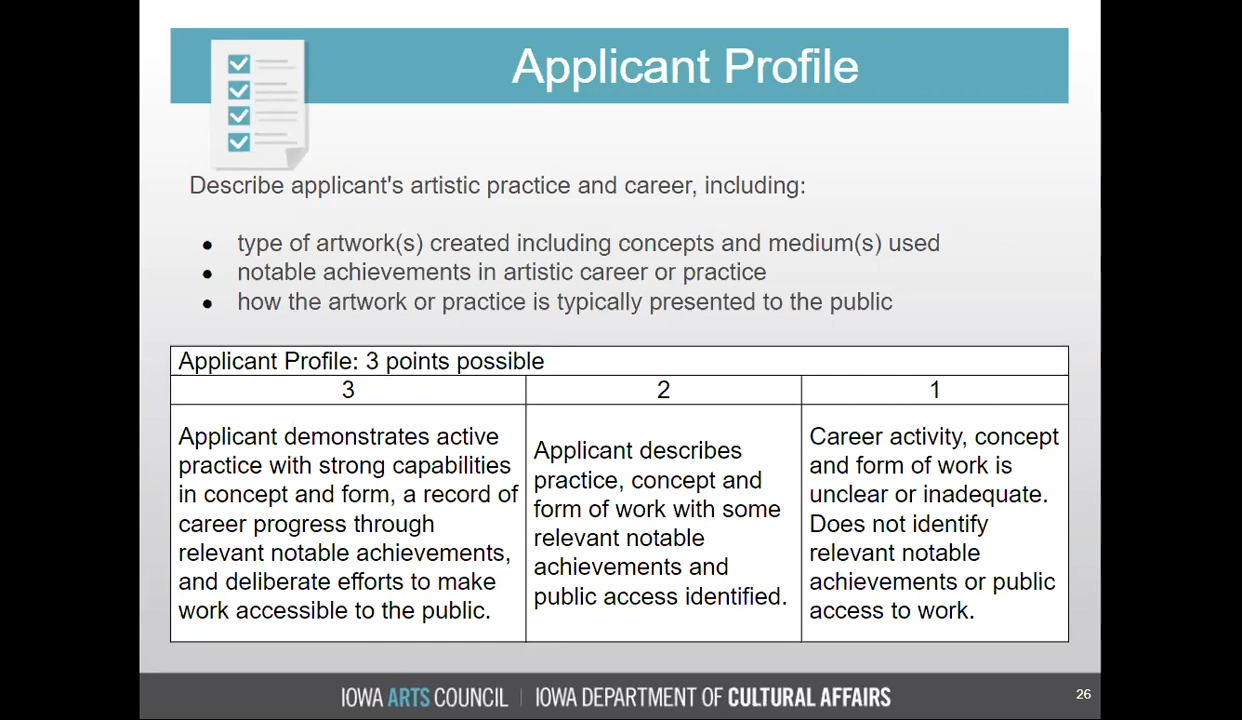 Applicant Profile
Describe applicant's artistic practice and career, including:
● type of artwork(s) created including concepts and medium(s) used
● notable achievements in artistic career or practice
● how the artwork or practice is typically presented to the public
Applicant Profile: 3 points possible
3
2
1
Applicant demonstrates active
practice with strong capabilities
in concept and form, a record of
career progress through
relevant notable achievements,
and deliberate efforts to make
work accessible to the public.
Applicant describes
practice, concept and
form of work with some
relevant notable
achievements and
public access identified.
Career activity, concept
and form of work is
unclear or inadequate.
Does not identify
relevant notable
achievements or public
access to work.
IOWA ARTS COUNCIL | IOWA DEPARTMENT OF CULTURAL AFFAIRS
26